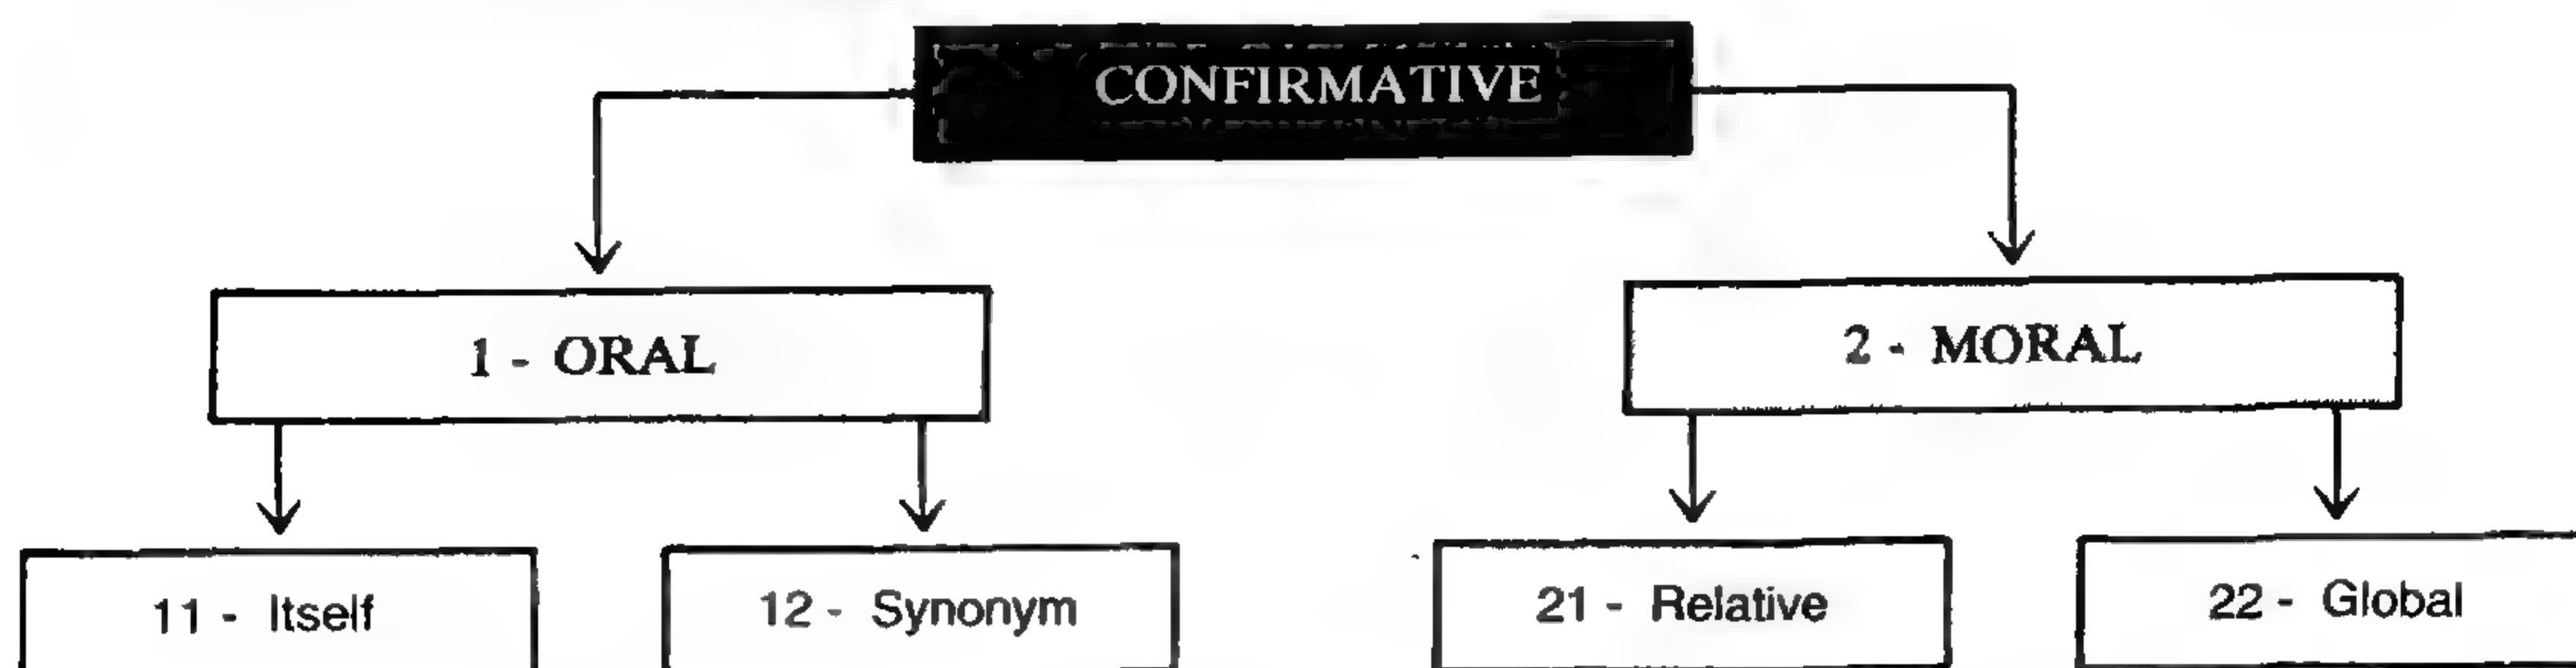 CONFIRMATIVE
1 - ORAL
2 - MORAL
11 - Itself
12 - Synonym
21 - Relative
22 - Global